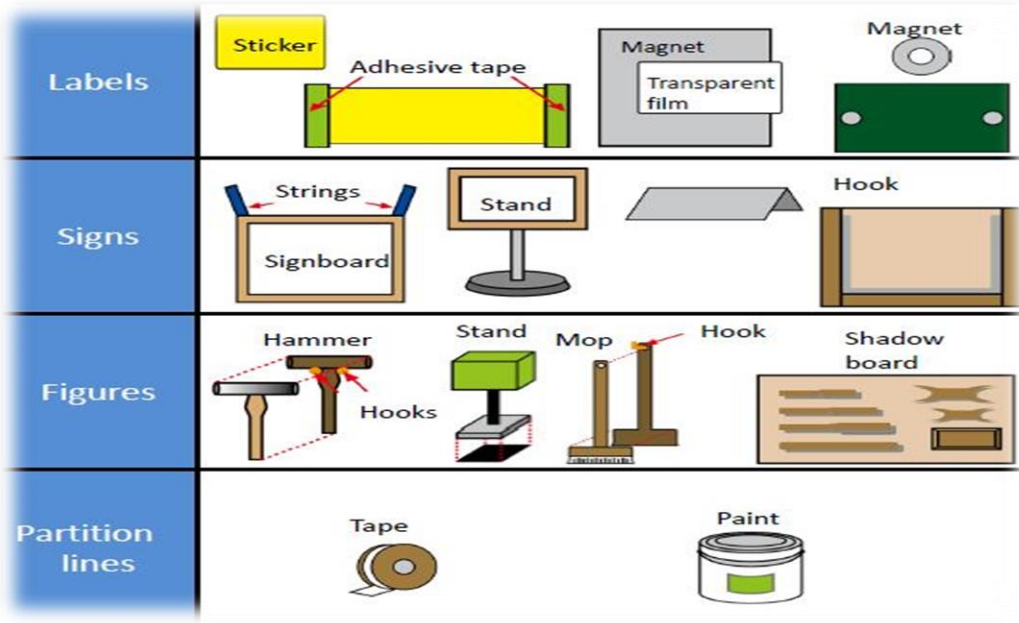 Labels
Sticker
Adhesive tape
Magnet
Transparent
film
Magnet
Signs
Strings
Signboard
Stand
Hook
Figures
Hammer
Hooks
Stand
Mop
Hook
Shadow
board
Partition
lines
Tape
Paint